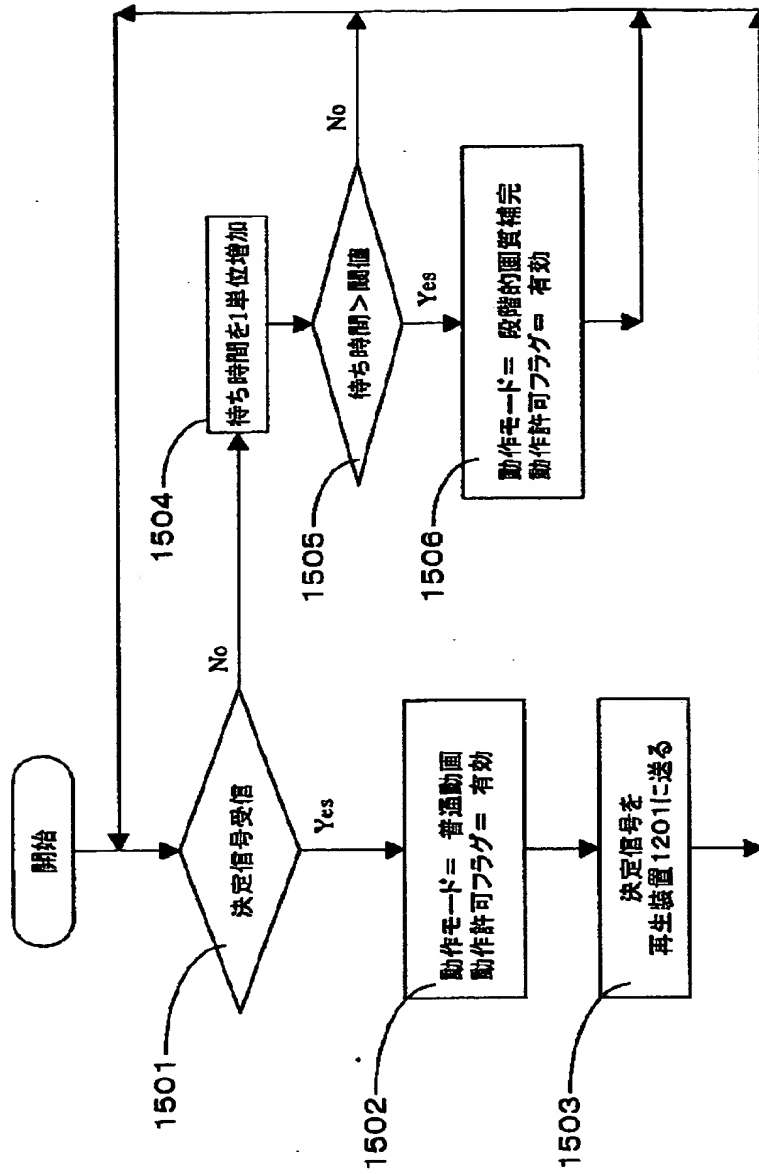 開始
1501
決定信号受信
No
Yes
1502
動作モード= 普通動画
動作許可フラグ= 有効
1503
決定信号を
再生装置1201に送る
1504
待ち時間を1単位増加
1505
待ち時間>閾値
No
Yes
1506
動作モード= 段階的画質補完
動作許可フラグ= 有効